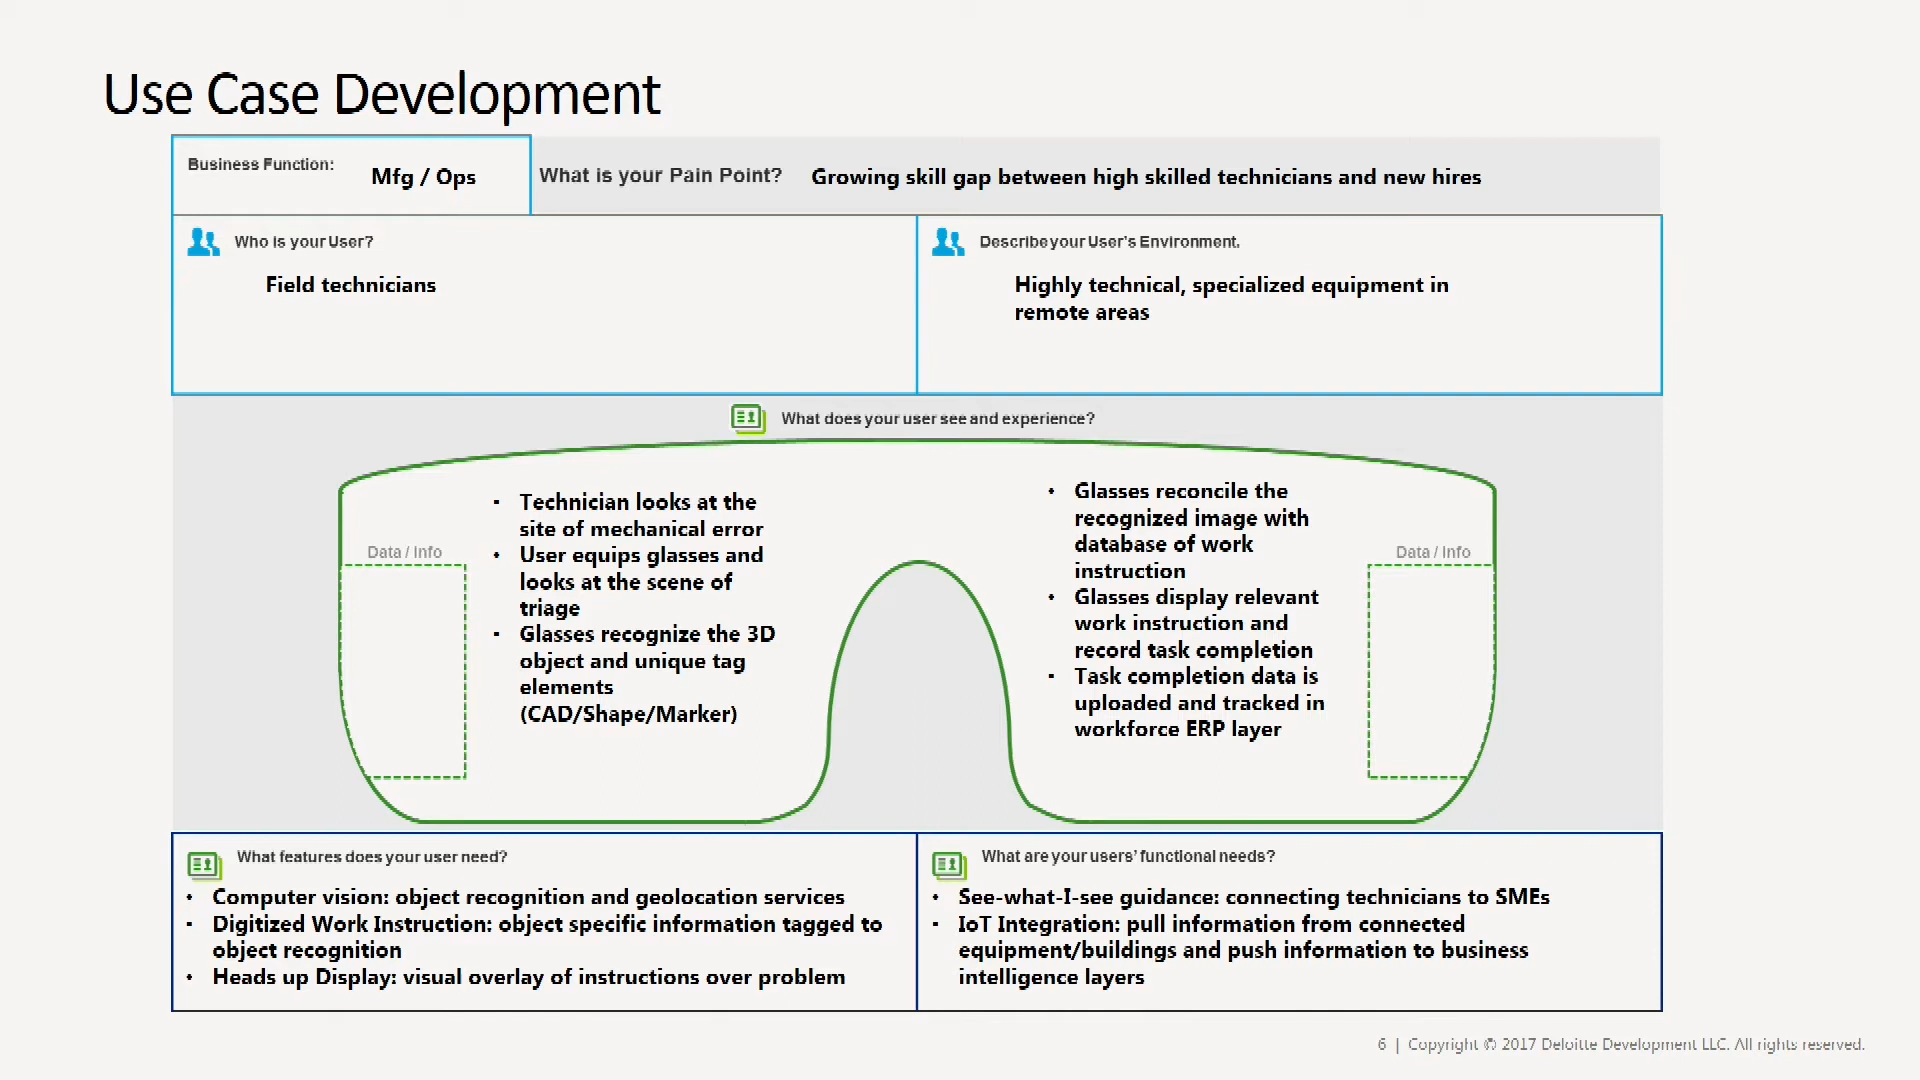 Use Case Development
Business Function:
Mfg / Ops
What is your Pain Point?
Growing skill gap between high skilled technicians and new hires
Who is your User?
Field technicians
Describe your User's Environment.
Highly technical, specialized equipment in
remote areas
What does your user see and experience?
Data / Info
• Technician looks at the
site of mechanical error
• User equips glasses and
looks at the scene of
triage
• Glasses recognize the 3D
object and unique tag
elements
(CAD/Shape/Marker)
• Glasses reconcile the
recognized image with
database of work
instruction
• Glasses display relevant
work instruction and
record task completion
• Task completion data is
uploaded and tracked in
workforce ERP layer
Data / Info
What features does your user need?
• Computer vision: object recognition and geolocation services
• Digitized Work Instruction: object specific information tagged to
object recognition
• Heads up Display: visual overlay of instructions over problem
What are your users' functional needs?
• See-what-I-see guidance: connecting technicians to SMEs
• IoT Integration: pull information from connected
equipment/buildings and push information to business
intelligence layers
6 | Copyright © 2017 Deloitte Development LLC. All rights reserved.